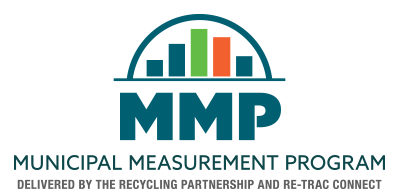 MMP
MUNICIPAL MEASUREMENT PROGRAM
DELIVERED BY THE RECYCLING PARTNERSHIP AND RE-TRAC CONNECT